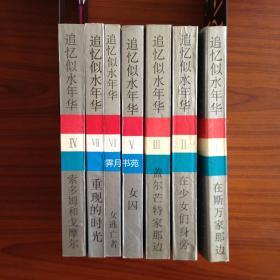 追忆似水年华
IV
索多姆和戈摩尔
追忆似水年华
VII
重现的时光
追忆似水年华
VI
女逃亡者
追忆似水年华
V
女囚
追忆似水年华
III
盖尔芒特家那边
追忆似水年华
II
在少女们身旁
追忆似水年华
I
在斯万家那边
霁月书苑